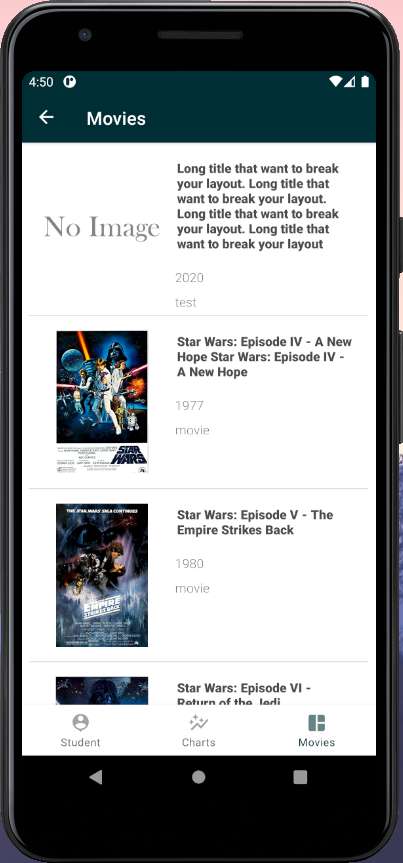 4:50
Movies
Long title that want to break
your layout. Long title that
want to break your layout.
Long title that want to break
your layout. Long title that
want to break your layout
No Image
2020
test
Star Wars: Episode IV - A New
Hope Star Wars: Episode IV -
A New Hope
STAR
WARS
1977
movie
THE STAR WARS SAGA CONTINUES
Star Wars: Episode V - The
Empire Strikes Back
1980
movie
THE
EMPIRE
STRIKES BACK
Star Wars: Episode VI -
Return of the Jedi
Student
Charts
Movies